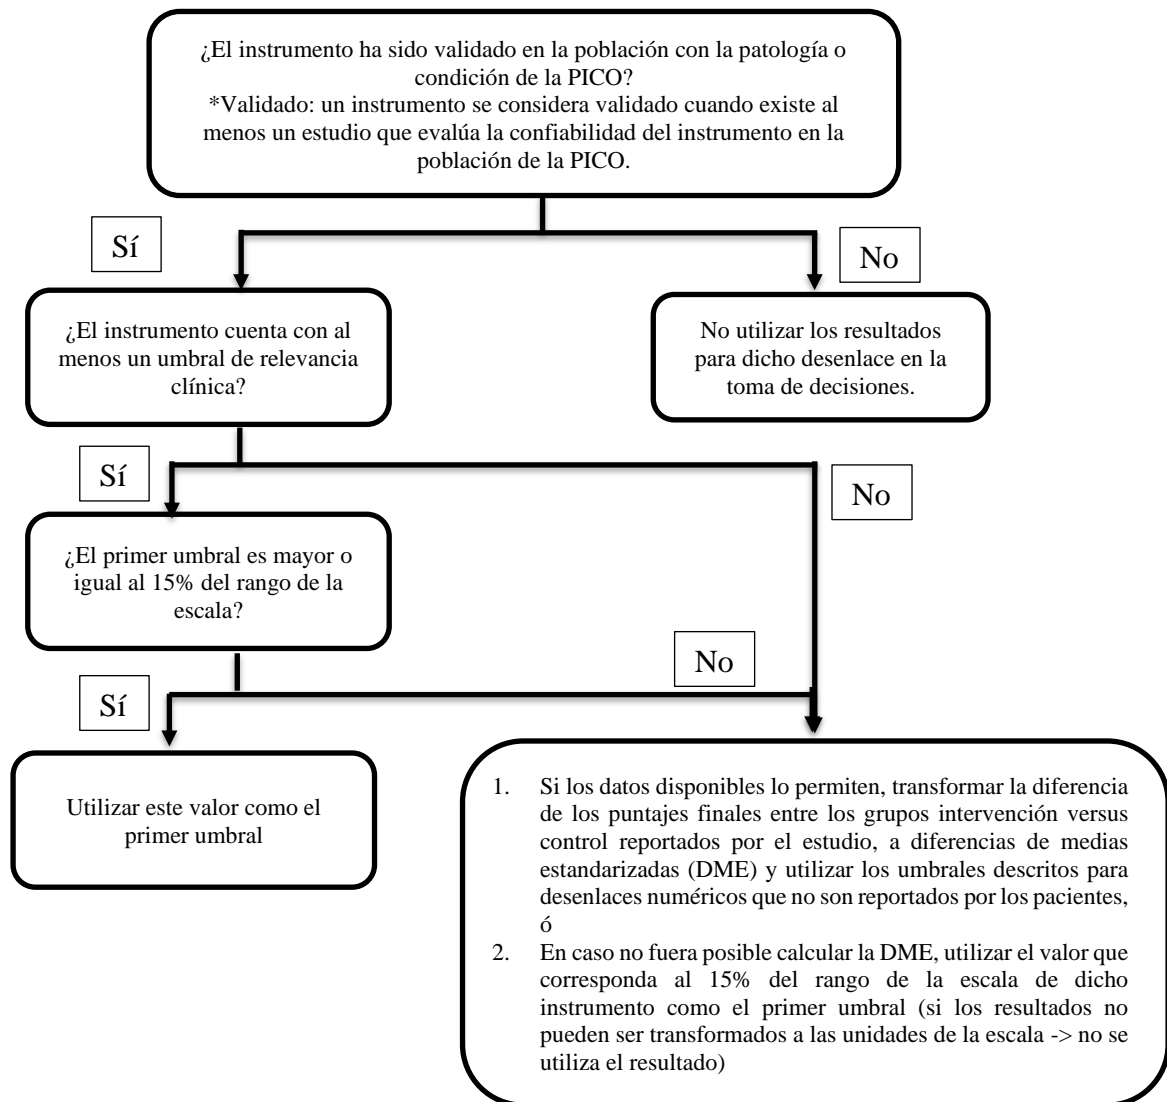 ¿El instrumento ha sido validado en la población con la patología o
condición de la PICO?
*Validado: un instrumento se considera validado cuando existe al
menos un estudio que evalúa la confiabilidad del instrumento en la
población de la PICO.
Sí
No
¿El instrumento cuenta con al
menos un umbral de relevancia
clínica?
No utilizar los resultados
para dicho desenlace en la
toma de decisiones.
Sí
No
¿El primer umbral es mayor o
igual al 15% del rango de la
escala?
No
Sí
Utilizar este valor como el
primer umbral
1. Si los datos disponibles lo permiten, transformar la diferencia
de los puntajes finales entre los grupos intervención versus
control reportados por el estudio, a diferencias de medias
estandarizadas (DME) y utilizar los umbrales descritos para
desenlaces numéricos que no son reportados por los pacientes,
ó
2. En caso no fuera posible calcular la DME, utilizar el valor que
corresponda al 15% del rango de la escala de dicho
instrumento como el primer umbral (si los resultados no
pueden ser transformados a las unidades de la escala -> no se
utiliza el resultado)